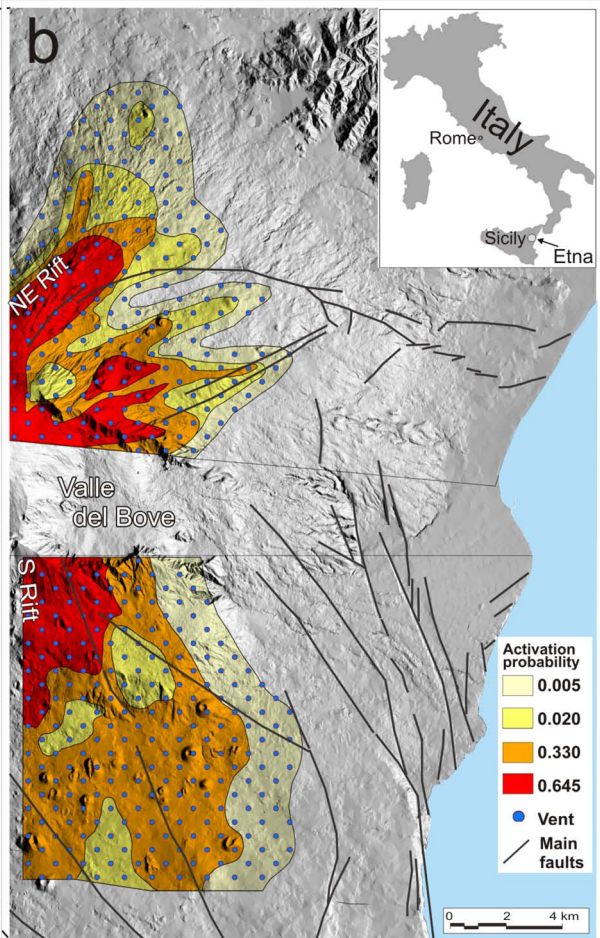 b
Italy
Rome
Sicily
Etna
NE Rift
Valle
del Bove
S Rift
Activation
probability
0.005
0.020
0.330
0.645
Vent
Main
faults
0 2 4 km